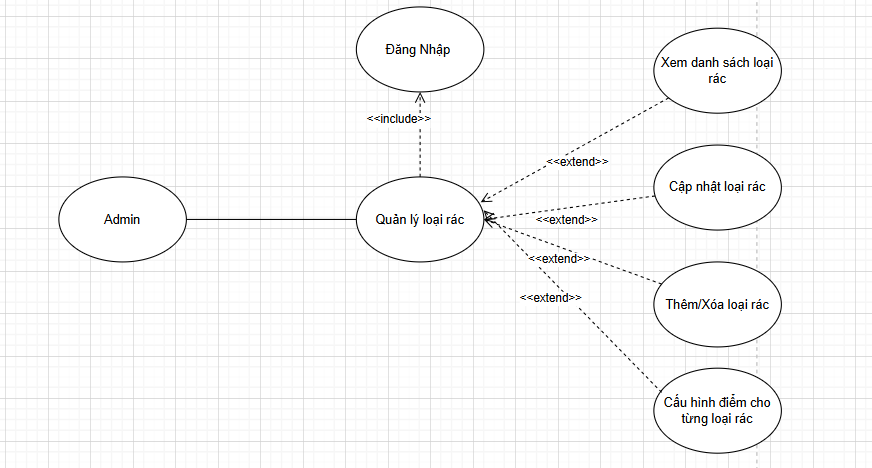 Đăng Nhập
Xem danh sách loại
rác
<<include>>
<<extend>>
Cập nhật loại rác
Admin
Quản lý loại rác
<<extend>>
<<extend>>
<<extend>>
Thêm/Xóa loại rác
Cấu hình điểm cho
từng loại rác